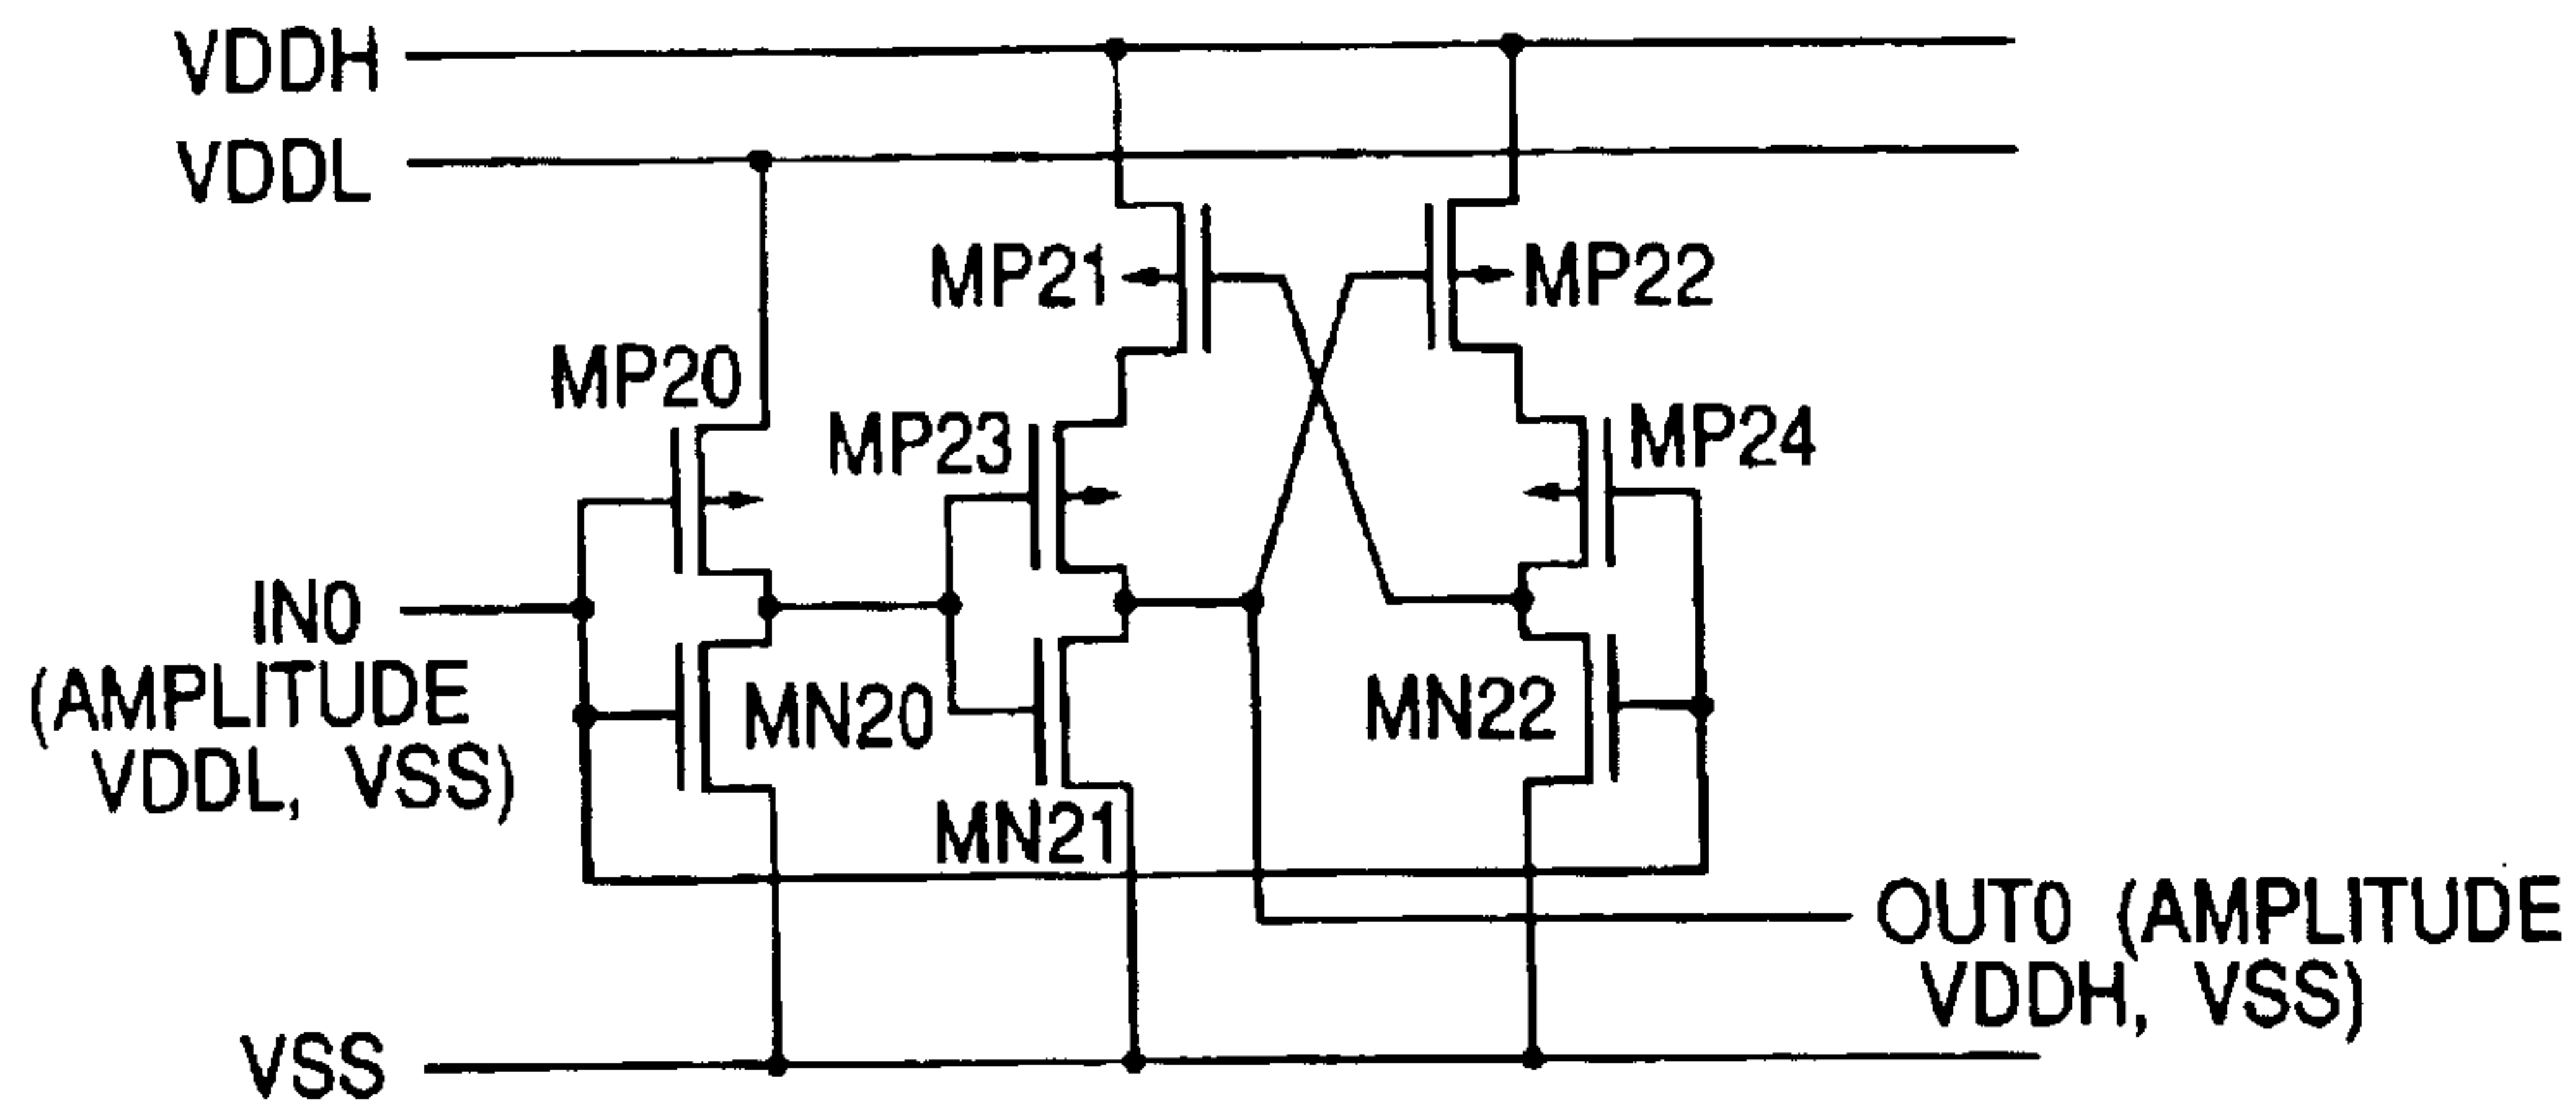 VDDH
VDDL
MP21
MP22
MP20
MP23
MP24
IN0
(AMPLITUDE
VDDL, VSS)
MN20
MN22
MN21
OUT0 (AMPLITUDE
VDDH, VSS)
VSS